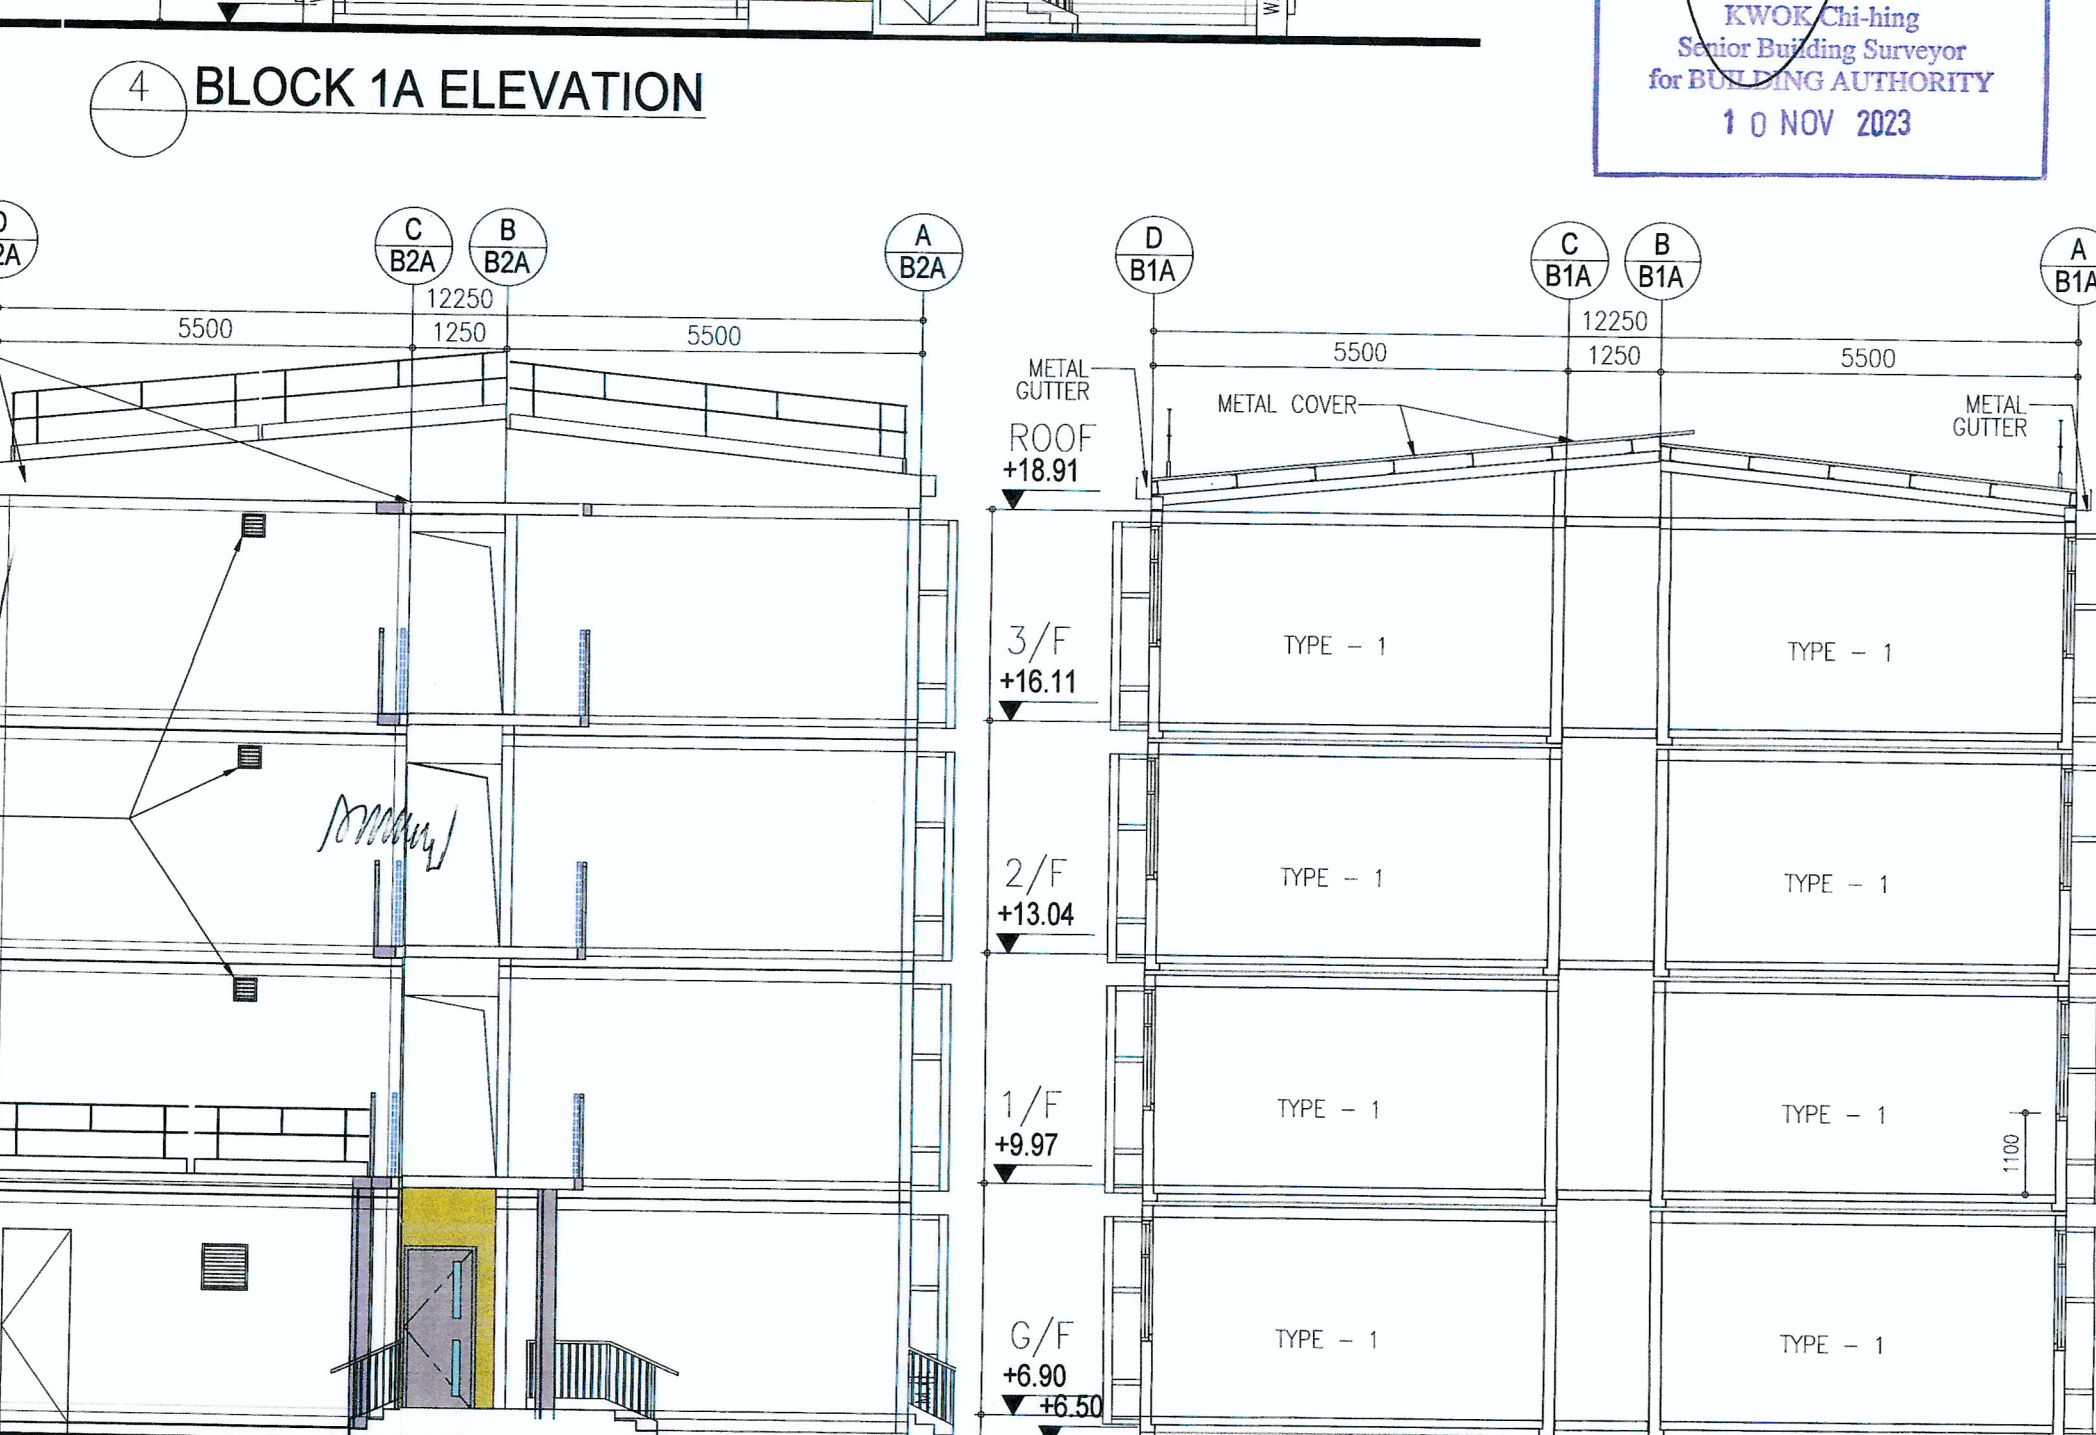 KWOK Chi-hing
Senior Building Surveyor
for BUILDING AUTHORITY
1 0 NOV 2023
4 BLOCK 1A ELEVATION
C
B2A
B
B2A
A
B2A
D
B1A
C
B1A
B
B1A
A
B1A
12250
5500 1250 5500
12250
5500 1250 5500
METAL
GUTTER
METAL COVER
METAL
GUTTER
ROOF
+18.91
3/F
+16.11
TYPE - 1 TYPE - 1
2/F
+13.04
TYPE - 1 TYPE - 1
1/F
+9.97
TYPE - 1 TYPE - 1
1100
G/F
+6.90
+6.50
TYPE - 1 TYPE - 1